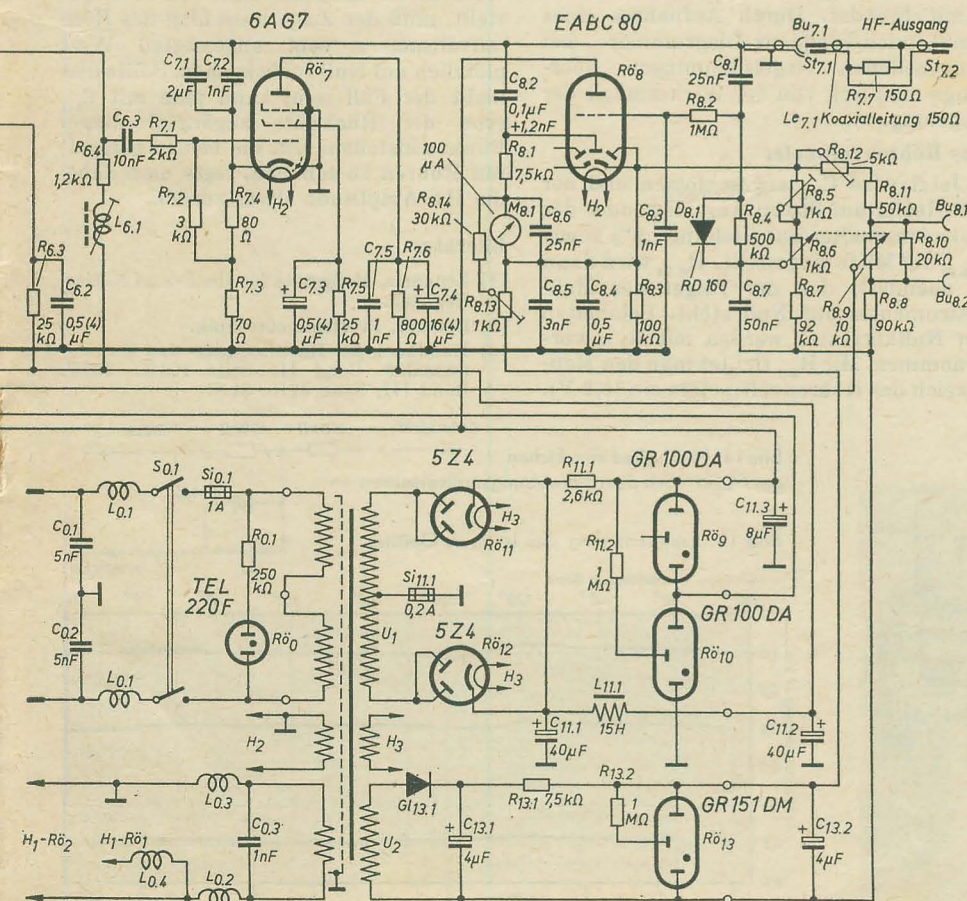 6AG7
EABC 80
Bu7.1
HF-Ausgang
St7.1
St7.2
R7.7 150Ω
Le7.1 Koaxialleitung 150Ω
C7.1
2µF
C7.2
1nF
Rö7
C8.2
0,1µF
+1,2nF
Rö8
C8.1
25nF
R8.2
1MΩ
C6.3
10nF
R7.1
2kΩ
R6.4
1,2kΩ
L6.1
100
µA
R8.1
7,5kΩ
R8.12
5kΩ
R7.2
3
kΩ
R7.4
80
Ω
H2
R8.14
30kΩ
M8.1
H2
C8.6
25nF
C8.3
1nF
D8.1
RD 160
R8.4
500
kΩ
R8.5
1kΩ
R8.11
50kΩ
Bu8.1
R8.6
1kΩ
R8.10
20kΩ
R6.3
25
kΩ
C6.2
0,5(4)
µF
R7.3
70
Ω
C7.3
+
0,5(4)
µF
R7.5
25
kΩ
C7.5
1
nF
R7.6
800
Ω
C7.4
+
16(4)
µF
R8.13
1kΩ
C8.5
3nF
C8.4
0,5
µF
R8.3
100
kΩ
C8.7
50nF
R8.7
92
kΩ
R8.9
10
kΩ
R8.8
90kΩ
Bu8.2
5Z4
GR 100 DA
S0.1
Si0.1
1A
L0.1
H3
Rö11
R11.1
2,6kΩ
C11.3
+
8µF
Rö9
C0.1
5nF
R0.1
250
kΩ
R11.2
1
MΩ
TEL
220F
Si11.1
0,2A
GR 100 DA
C0.2
5nF
Rö0
U1
5Z4
Rö12
H3
Rö10
L0.1
L11.1
15H
H2
H3
+
C11.1
40µF
C11.2
+
40µF
L0.3
Gl13.1
R13.1 7,5kΩ
R13.2
1
MΩ
GR 151 DM
H1-Rö2
H1-Rö1
L0.4
C0.3
1nF
L0.2
U2
+
C13.1
4µF
Rö13
+
C13.2
4µF